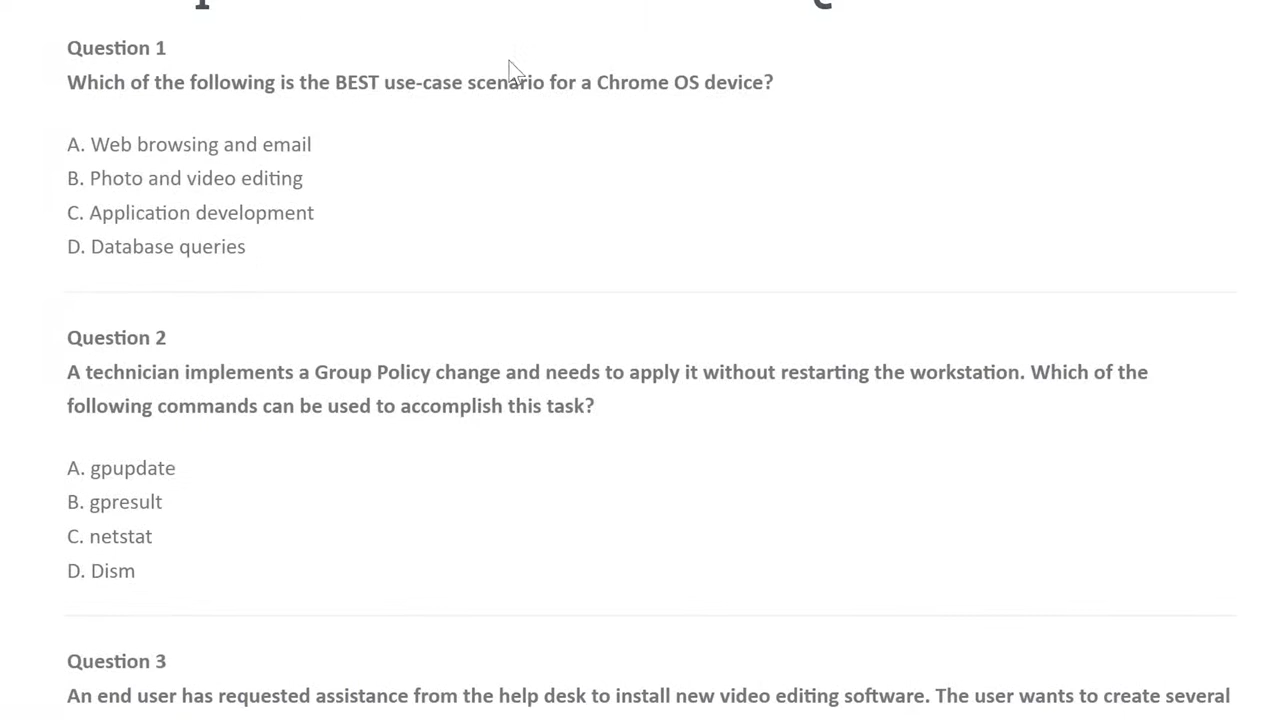 Question 1
Which of the following is the BEST use-case scenario for a Chrome OS device?
A. Web browsing and email
B. Photo and video editing
C. Application development
D. Database queries
Question 2
A technician implements a Group Policy change and needs to apply it without restarting the workstation. Which of the
following commands can be used to accomplish this task?
A. gpupdate
B. gpresult
C. netstat
D. Dism
Question 3
An end user has requested assistance from the help desk to install new video editing software. The user wants to create several